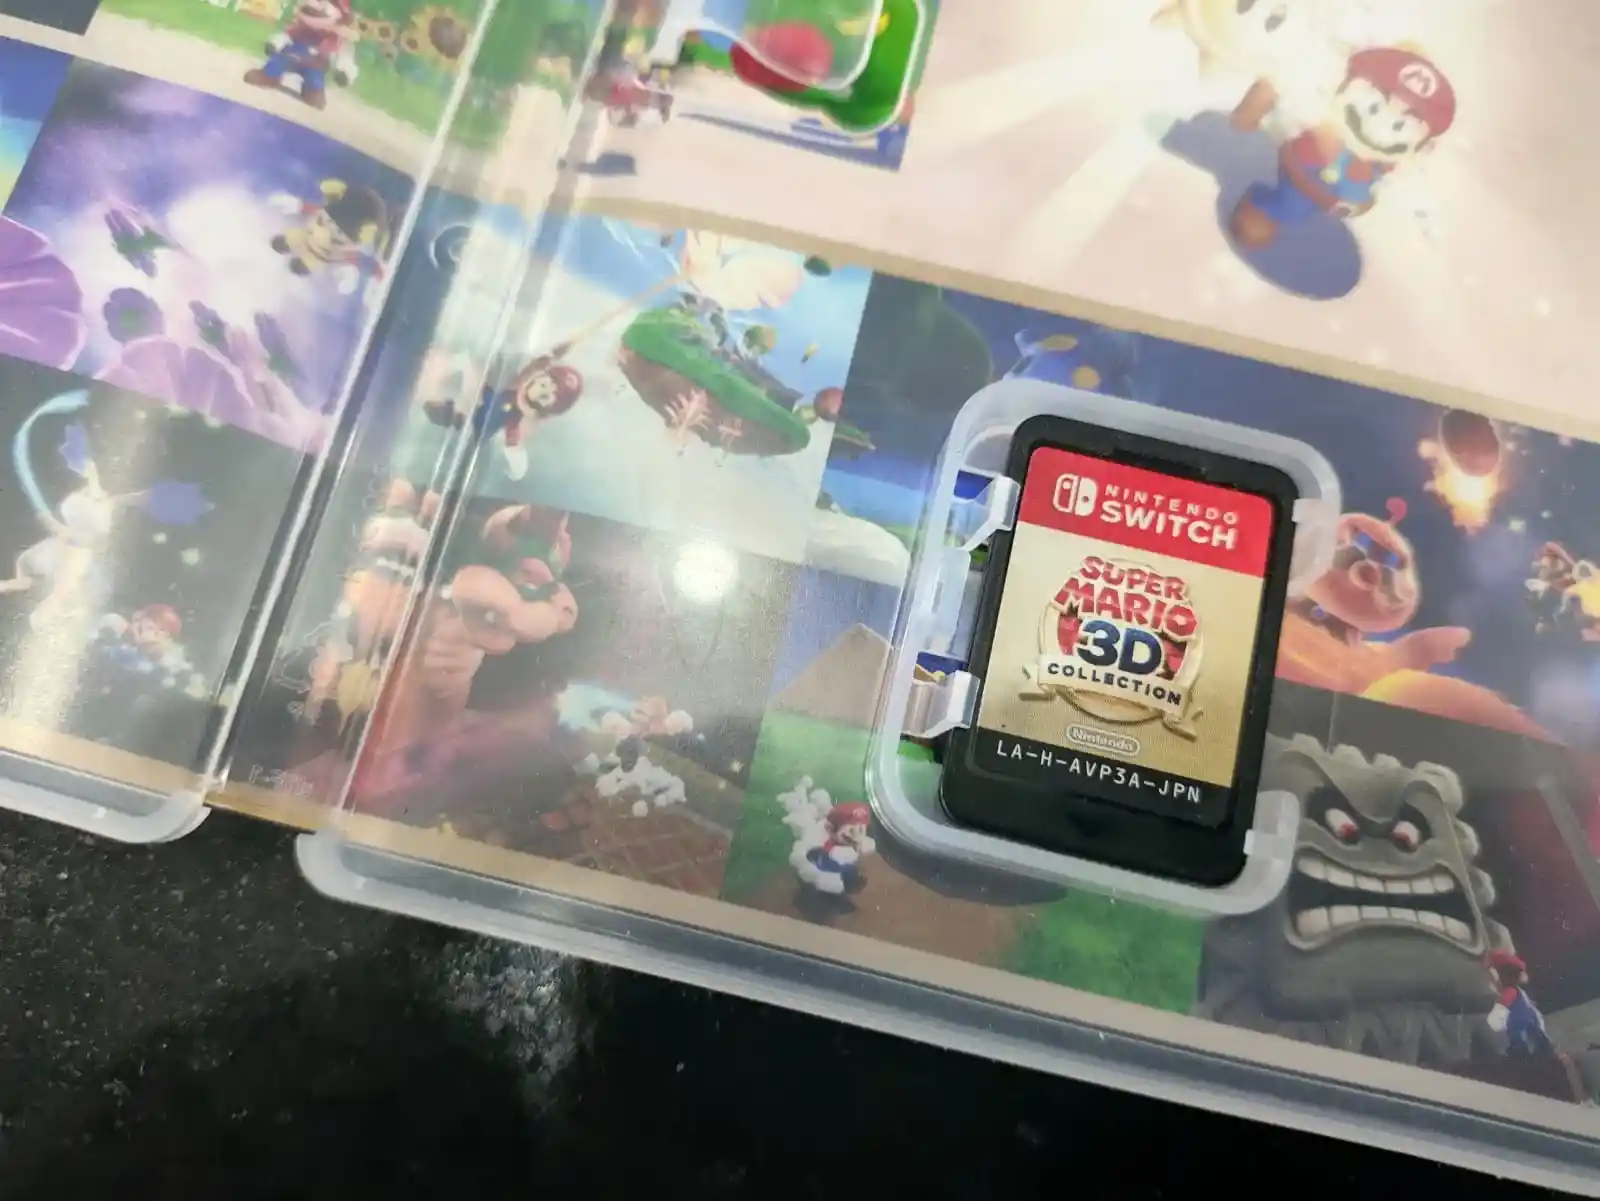 NINTENDO
SWITCH
SUPER
MARIO
3D
COLLECTION
Nintendo
LA-H-AVP3A-JPN
M